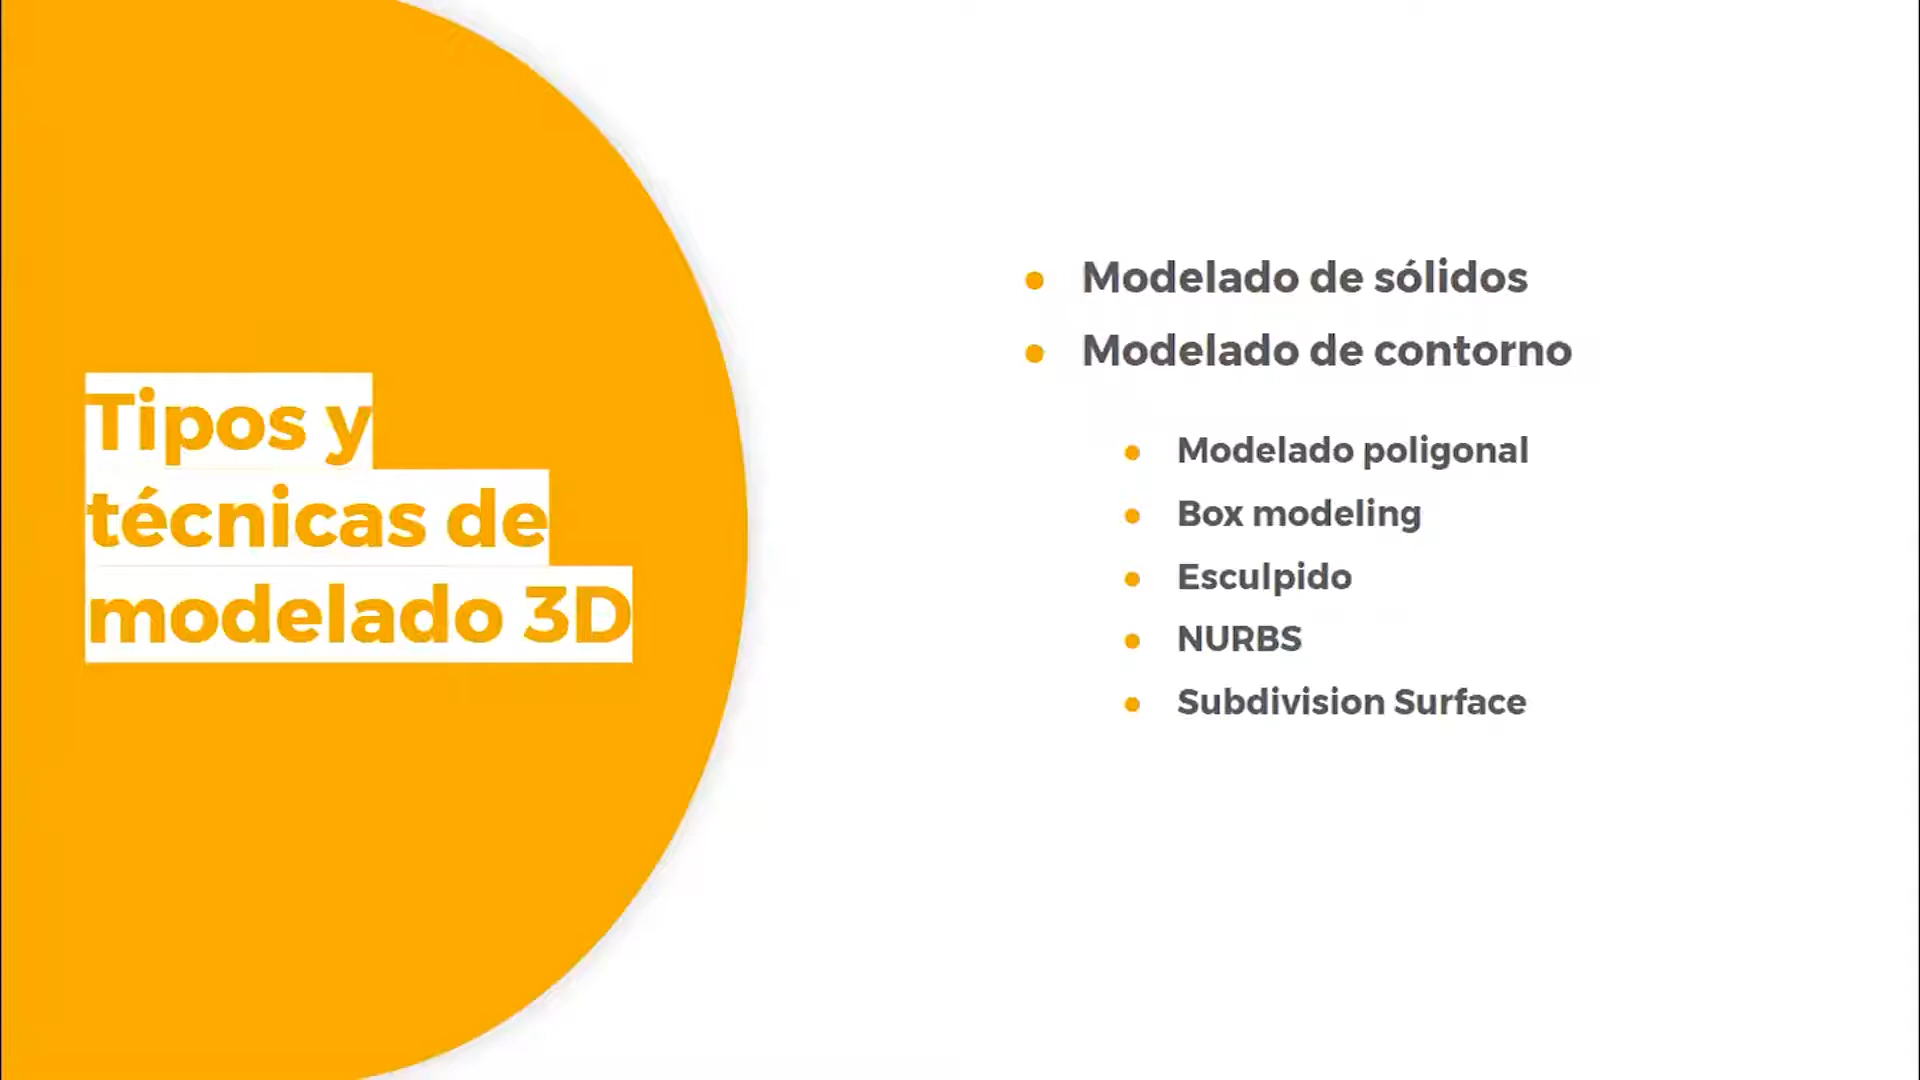 Tipos y
técnicas de
modelado 3D
Modelado de sólidos
Modelado de contorno
Modelado poligonal
Box modeling
Esculpido
NURBS
Subdivision Surface